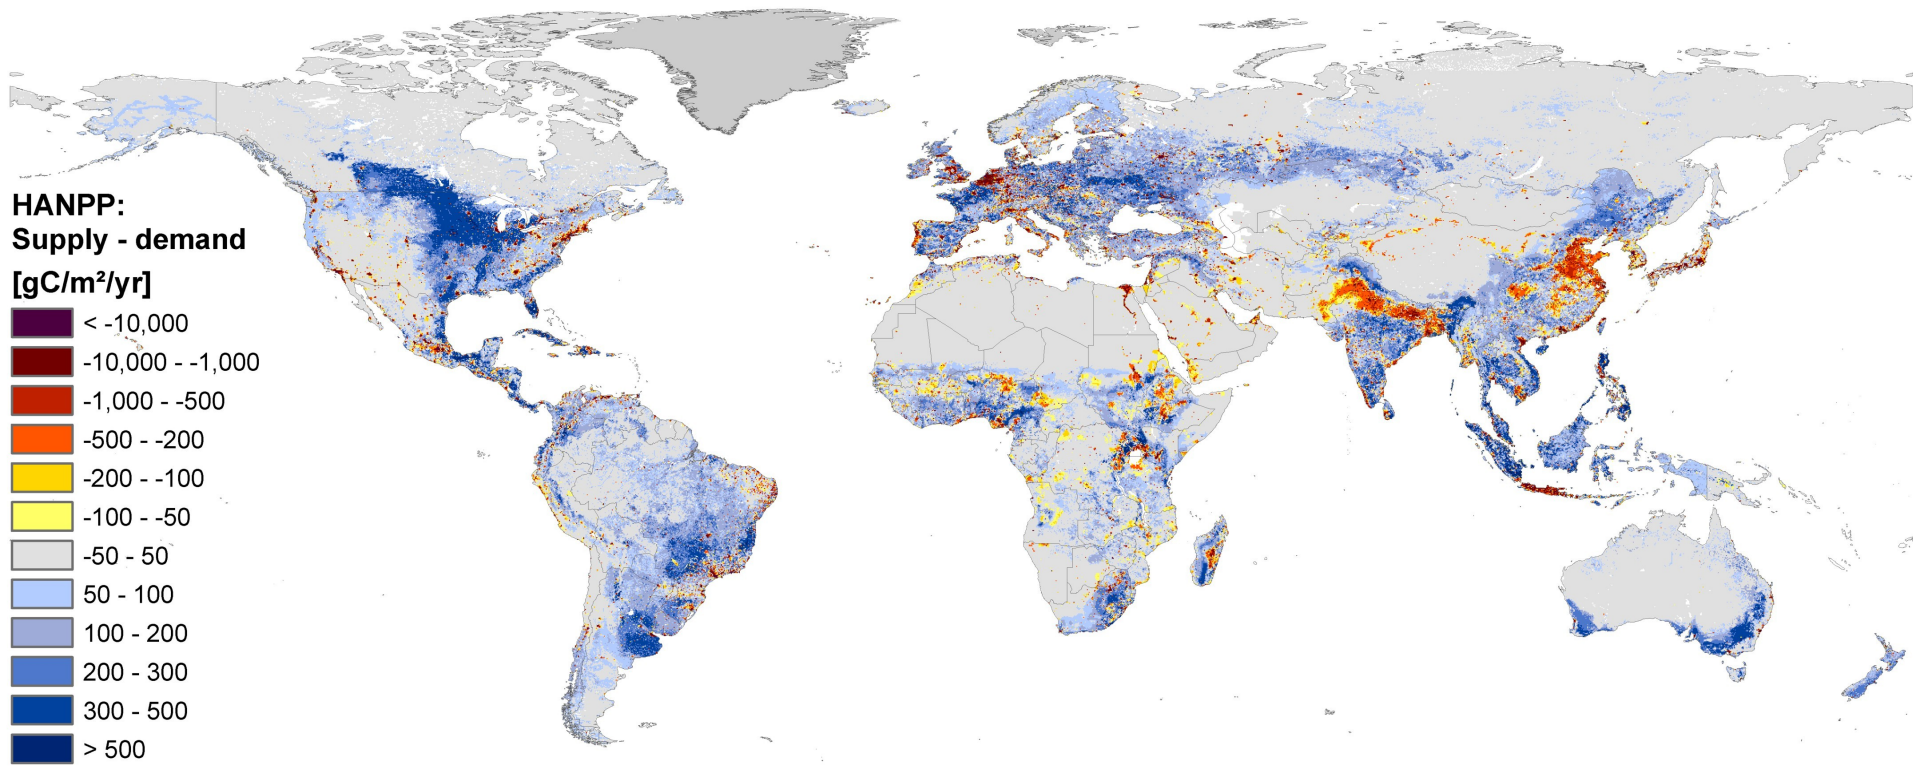 HANPP:
Supply - demand
[gC/m²/yr]
< -10,000
-10,000 - -1,000
-1,000 - -500
-500 - -200
-200 - -100
-100 - -50
-50 - 50
50 - 100
100 - 200
200 - 300
300 - 500
> 500